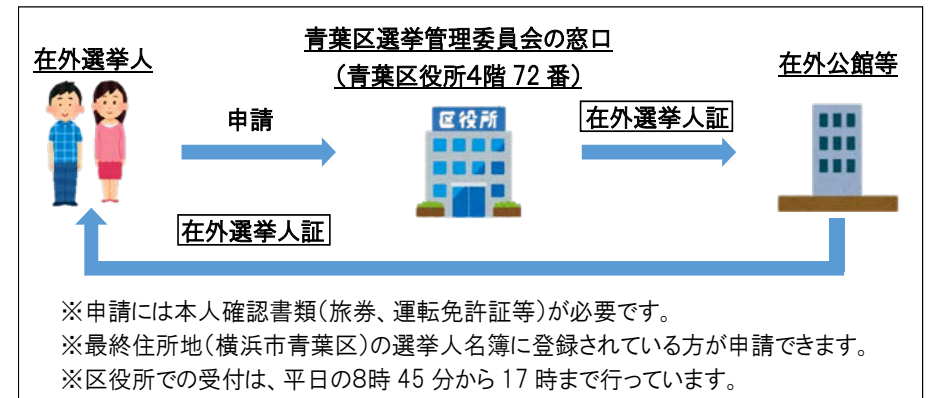 青葉区選挙管理委員会の窓口
（青葉区役所4階 72 番）
在外選挙人
在外公館等
申請
区役所
在外選挙人証
在外選挙人証
※申請には本人確認書類（旅券、運転免許証等）が必要です。
※最終住所地（横浜市青葉区）の選挙人名簿に登録されている方が申請できます。
※区役所での受付は、平日の8時 45 分から 17 時まで行っています。